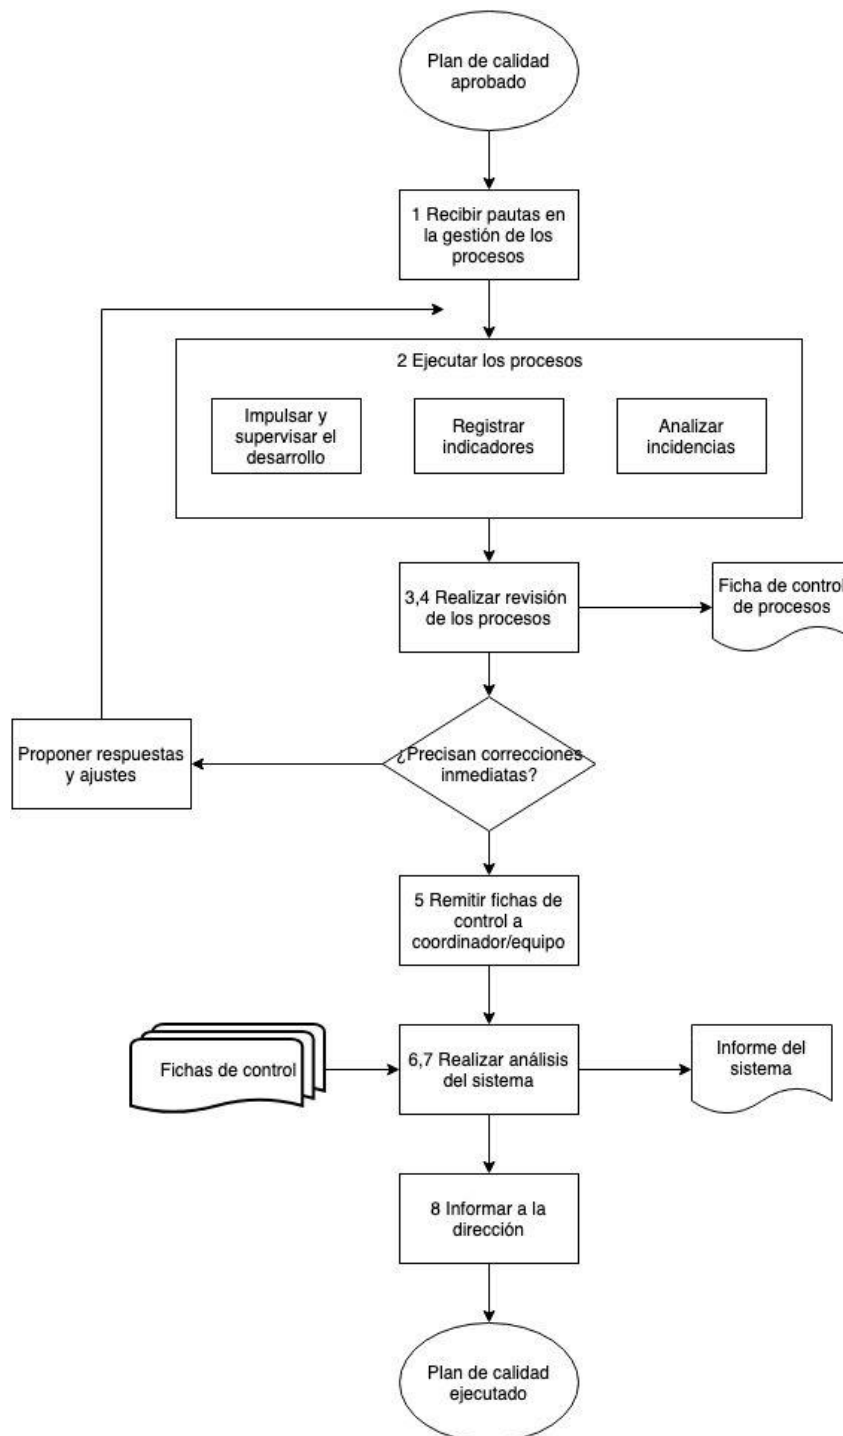 Plan de calidad
aprobado
1 Recibir pautas en
la gestión de los
procesos
2 Ejecutar los procesos
Impulsar y
supervisar el
desarrollo
Registrar
indicadores
Analizar
incidencias
3,4 Realizar revisión
de los procesos
Ficha de control
de procesos
¿Precisan correcciones
inmediatas?
Proponer respuestas
y ajustes
5 Remitir fichas de
control a
coordinador/equipo
Fichas de control
6,7 Realizar análisis
del sistema
Informe del
sistema
8 Informar a la
dirección
Plan de calidad
ejecutado